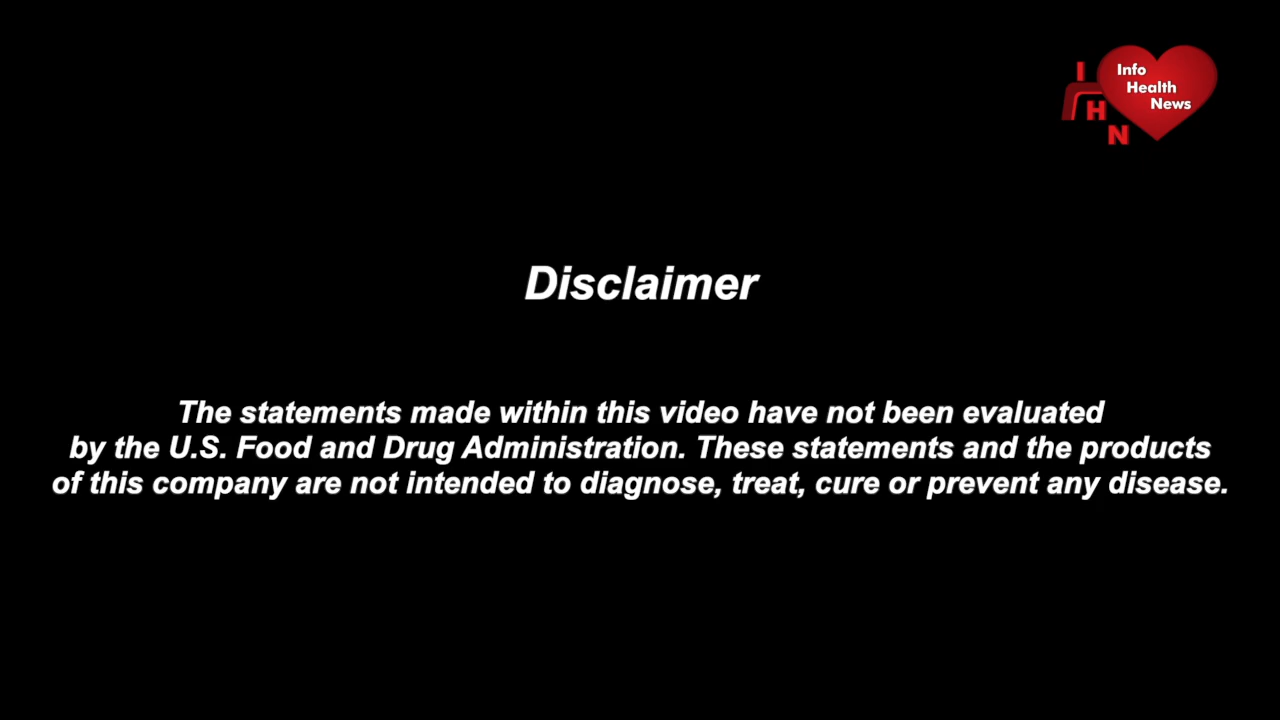 I
H
N
Info
Health
News
Disclaimer
The statements made within this video have not been evaluated
by the U.S. Food and Drug Administration. These statements and the products
of this company are not intended to diagnose, treat, cure or prevent any disease.